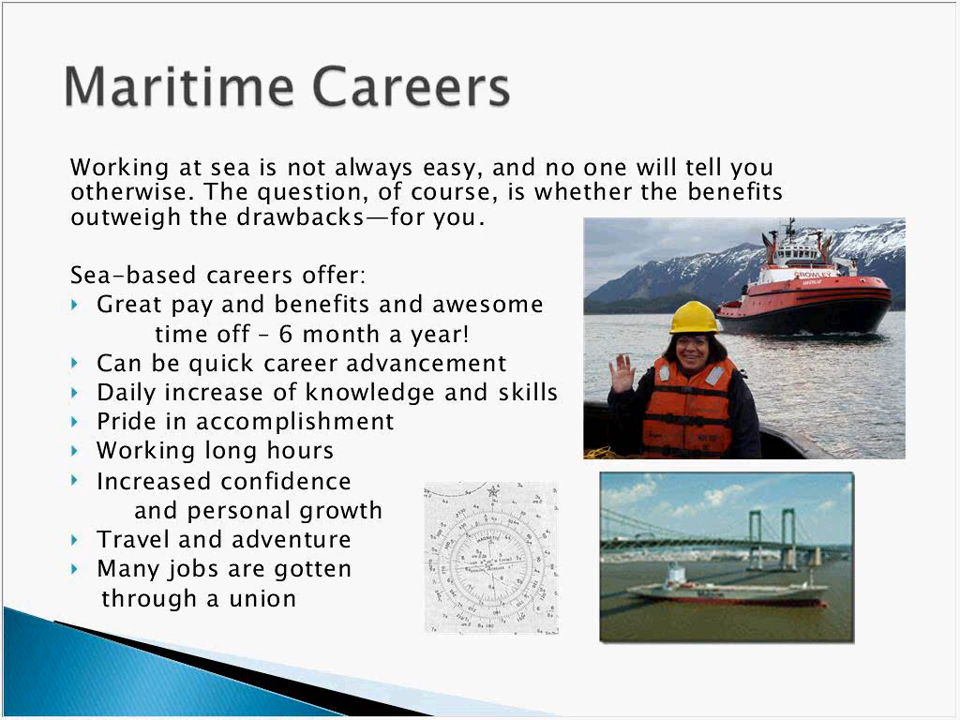 Maritime Careers
Working at sea is not always easy, and no one will tell you
otherwise. The question, of course, is whether the benefits
outweigh the drawbacks—for you.
Sea-based careers offer:
Great pay and benefits and awesome
time off – 6 month a year!
Can be quick career advancement
Daily increase of knowledge and skills
Pride in accomplishment
Working long hours
Increased confidence
and personal growth
Travel and adventure
Many jobs are gotten
through a union
CROWLEY
MAGNETIC